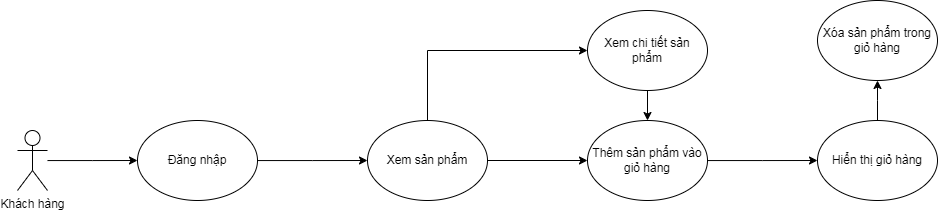 Xem chi tiết sản
phẩm
Xóa sản phẩm trong
giỏ hàng
Đăng nhập
Xem sản phẩm
Thêm sản phẩm vào
giỏ hàng
Hiển thị giỏ hàng
Khách hàng